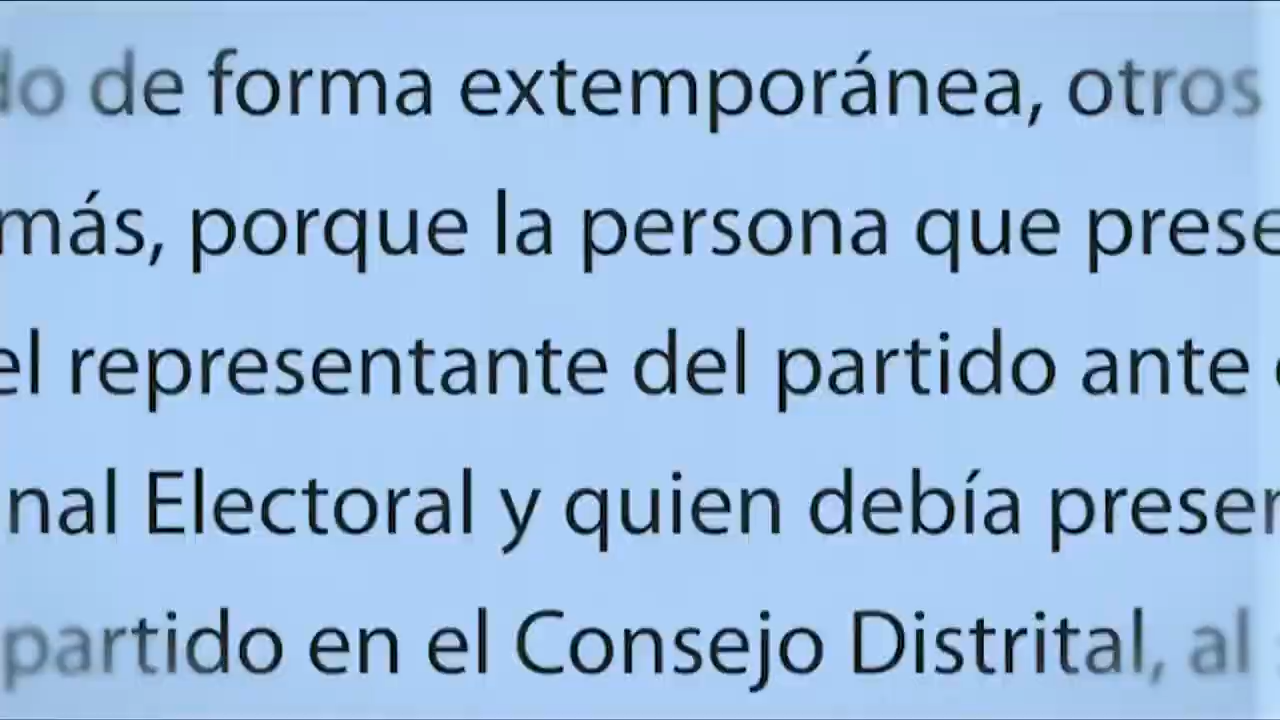 do de forma extemporánea, otros
más, porque la persona que prese
el representante del partido ante
nal Electoral y quien debía presen
partido en el Consejo Distrital, al